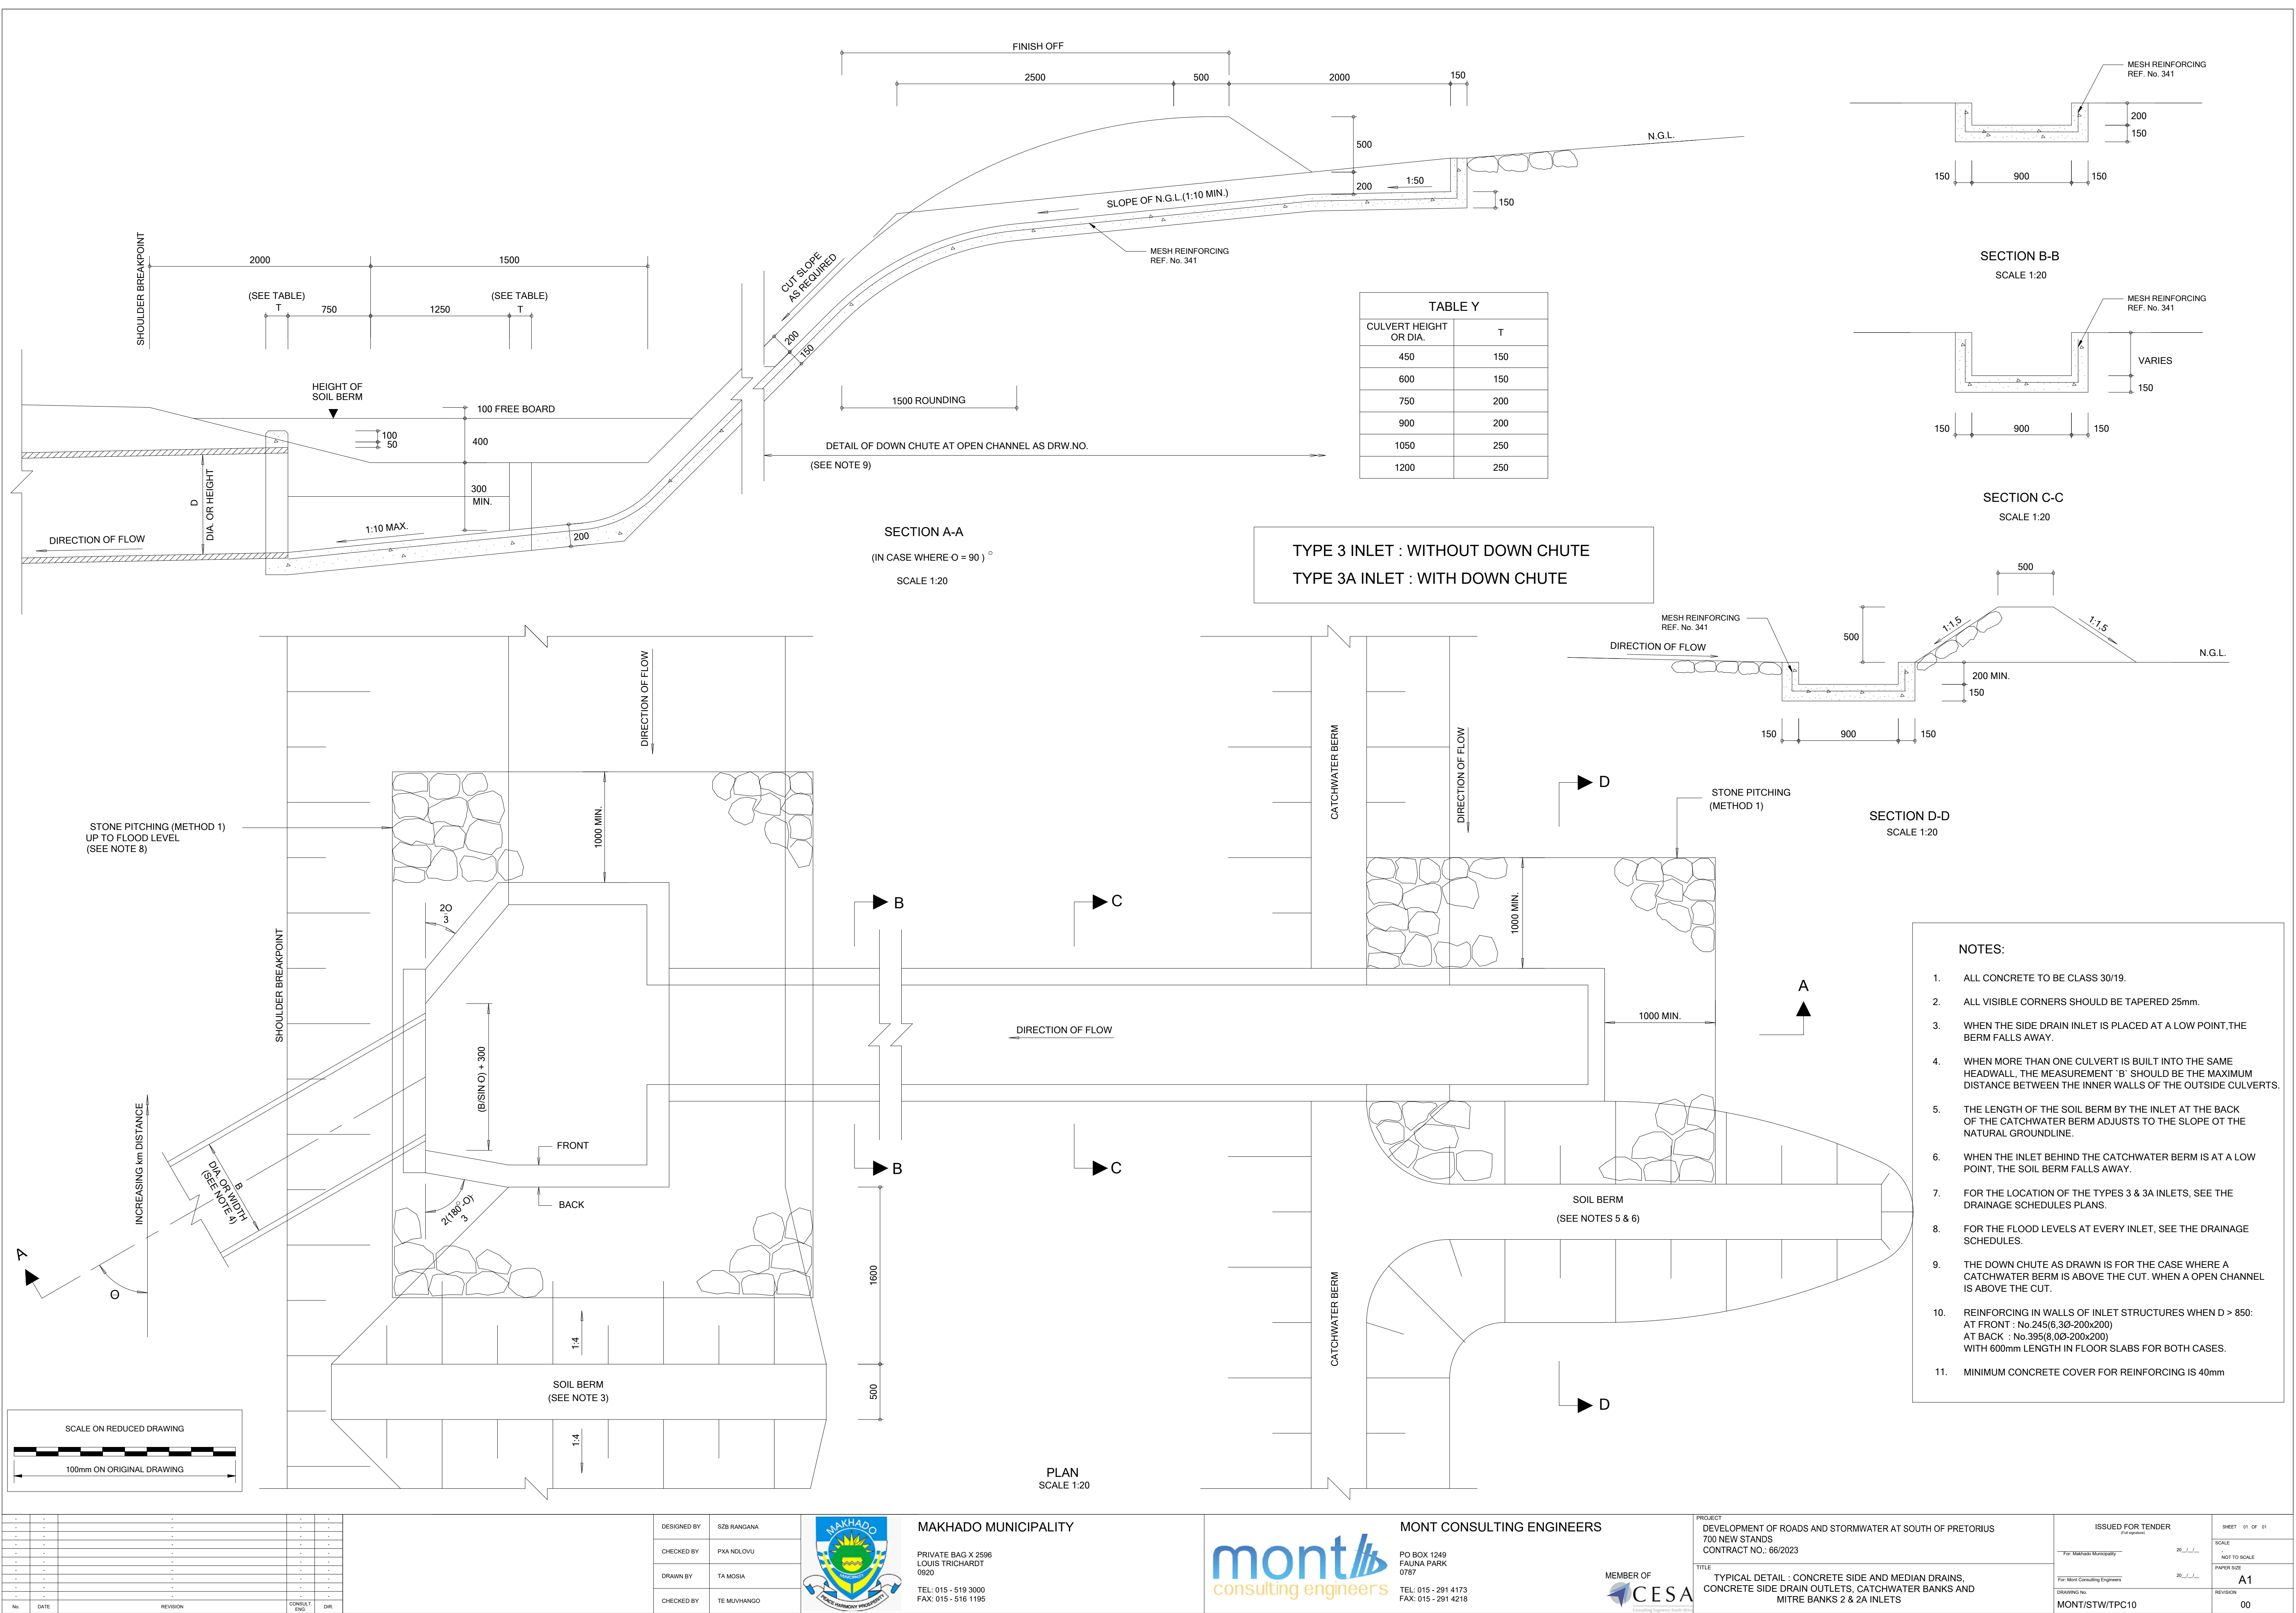 FINISH OFF
2500
500
2000
150
N.G.L.
500
200
1:50
150
SLOPE OF N.G.L.(1:10 MIN.)
MESH REINFORCING
REF. No. 341
CUT SLOPE
AS REQUIRED
200
150
1500 ROUNDING
DETAIL OF DOWN CHUTE AT OPEN CHANNEL AS DRW.NO.
(SEE NOTE 9)
SHOULDER BREAKPOINT
2000
1500
(SEE TABLE)
T
750
1250
(SEE TABLE)
T
HEIGHT OF
SOIL BERM
100 FREE BOARD
100
50
400
300
MIN.
D
DIA. OR HEIGHT
DIRECTION OF FLOW
1:10 MAX.
200
SECTION A-A
(IN CASE WHERE Θ = 90 ) °
SCALE 1:20
TABLE Y
CULVERT HEIGHT
OR DIA.
T
450 150
600 150
750 200
900 200
1050 250
1200 250
TYPE 3 INLET : WITHOUT DOWN CHUTE
TYPE 3A INLET : WITH DOWN CHUTE
MESH REINFORCING
REF. No. 341
200
150
150
900
150
SECTION B-B
SCALE 1:20
MESH REINFORCING
REF. No. 341
VARIES
150
150
900
150
SECTION C-C
SCALE 1:20
500
MESH REINFORCING
REF. No. 341
DIRECTION OF FLOW
500
1:1,5
1:1,5
N.G.L.
200 MIN.
150
150
900
150
SECTION D-D
SCALE 1:20
STONE PITCHING (METHOD 1)
UP TO FLOOD LEVEL
(SEE NOTE 8)
DIRECTION OF FLOW
1000 MIN.
2O
3
SHOULDER BREAKPOINT
(B/SIN O) + 300
INCREASING km DISTANCE
B
DIA. OR WIDTH
(SEE NOTE 4)
A
Θ
FRONT
BACK
2(180°-O)
3
1600
500
1:4
SOIL BERM
(SEE NOTE 3)
1:4
B
B
C
C
DIRECTION OF FLOW
CATCHWATER BERM
DIRECTION OF FLOW
1000 MIN.
1000 MIN.
D
STONE PITCHING
(METHOD 1)
A
SOIL BERM
(SEE NOTES 5 & 6)
CATCHWATER BERM
D
PLAN
SCALE 1:20
NOTES:
1. ALL CONCRETE TO BE CLASS 30/19.
2. ALL VISIBLE CORNERS SHOULD BE TAPERED 25mm.
3. WHEN THE SIDE DRAIN INLET IS PLACED AT A LOW POINT,THE
BERM FALLS AWAY.
4. WHEN MORE THAN ONE CULVERT IS BUILT INTO THE SAME
HEADWALL, THE MEASUREMENT `B` SHOULD BE THE MAXIMUM
DISTANCE BETWEEN THE INNER WALLS OF THE OUTSIDE CULVERTS.
5. THE LENGTH OF THE SOIL BERM BY THE INLET AT THE BACK
OF THE CATCHWATER BERM ADJUSTS TO THE SLOPE OT THE
NATURAL GROUNDLINE.
6. WHEN THE INLET BEHIND THE CATCHWATER BERM IS AT A LOW
POINT, THE SOIL BERM FALLS AWAY.
7. FOR THE LOCATION OF THE TYPES 3 & 3A INLETS, SEE THE
DRAINAGE SCHEDULES PLANS.
8. FOR THE FLOOD LEVELS AT EVERY INLET, SEE THE DRAINAGE
SCHEDULES.
9. THE DOWN CHUTE AS DRAWN IS FOR THE CASE WHERE A
CATCHWATER BERM IS ABOVE THE CUT. WHEN A OPEN CHANNEL
IS ABOVE THE CUT.
10. REINFORCING IN WALLS OF INLET STRUCTURES WHEN D > 850:
AT FRONT : No.245(6,3Ø-200x200)
AT BACK : No.395(8,0Ø-200x200)
WITH 600mm LENGTH IN FLOOR SLABS FOR BOTH CASES.
11. MINIMUM CONCRETE COVER FOR REINFORCING IS 40mm
SCALE ON REDUCED DRAWING
100mm ON ORIGINAL DRAWING
No. DATE REVISION CONSULT. ENG. DIR.
DESIGNED BY SZB RANGANA
CHECKED BY PXA NDLOVU
DRAWN BY TA MOSIA
CHECKED BY TE MUVHANGO
MAKHADO
MUNICIPALITY
PEACE HARMONY PROSPERITY
MAKHADO MUNICIPALITY
PRIVATE BAG X 2596
LOUIS TRICHARDT
0920
TEL: 015 - 519 3000
FAX: 015 - 516 1195
mont
consulting engineers
MONT CONSULTING ENGINEERS
PO BOX 1249
FAUNA PARK
0787
TEL: 015 - 291 4173
FAX: 015 - 291 4218
MEMBER OF
CESA
PROJECT
DEVELOPMENT OF ROADS AND STORMWATER AT SOUTH OF PRETORIUS
700 NEW STANDS
CONTRACT NO.: 66/2023
TITLE
TYPICAL DETAIL : CONCRETE SIDE AND MEDIAN DRAINS,
CONCRETE SIDE DRAIN OUTLETS, CATCHWATER BANKS AND
MITRE BANKS 2 & 2A INLETS
ISSUED FOR TENDER
(Full signature)
For: Makhado Municipality 20__/__/__
For: Mont Consulting Engineers 20__/__/__
DRAWING No.
MONT/STW/TPC10
SHEET 01 OF 01
SCALE
NOT TO SCALE
PAPER SIZE
A1
REVISION
00